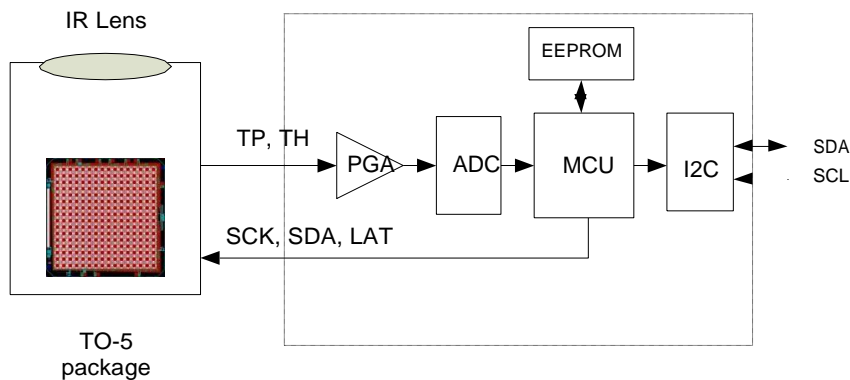 IR Lens
EEPROM
TP, TH
PGA
ADC
MCU
I2C
SDA
SCL
SCK, SDA, LAT
TO-5
package